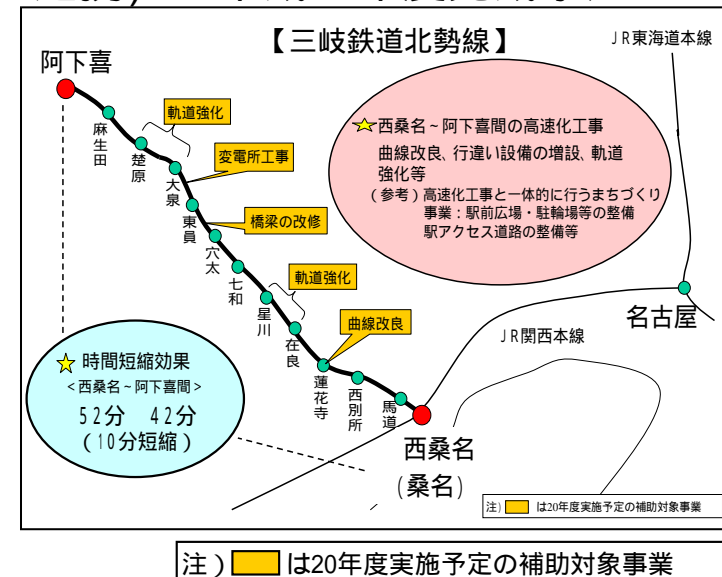 【三岐鉄道北勢線】
JR東海道本線
阿下喜
麻生田
楚原
大泉
東員
穴太
七和
星川
在良
蓮花寺
西別所
馬道
西桑名
(桑名)
軌道強化
変電所工事
橋梁の改修
軌道強化
曲線改良
西桑名~阿下喜間の高速化工事
曲線改良、行違い設備の増設、軌道
強化等
(参考)高速化工事と一体的に行うまちづくり
事業:駅前広場・駐輪場等の整備
駅アクセス道路の整備等
名古屋
JR関西本線
時間短縮効果
<西桑名~阿下喜間>
52分 42分
(10分短縮)
注) は20年度実施予定の補助対象事業
注) は20年度実施予定の補助対象事業